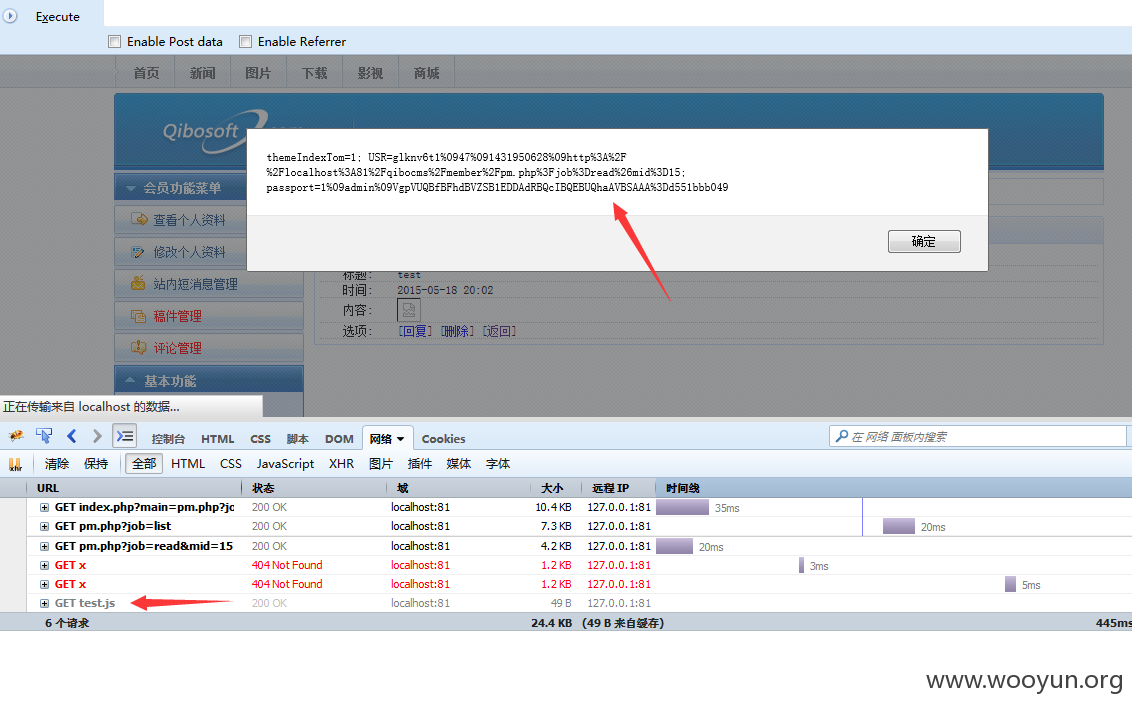 Execute
Enable Post data Enable Referrer
首页 新闻 图片 下载 影视 商城
Qibosoft
themeIndexTom=1; USR=glknv6t1%0947%091431950628%09http%3A%2F
%2Flocalhost%3A81%2Fqibocms%2Fmember%2Fpm.php%3Fjob%3Dread%26mid%3D15;
passport=1%09admin%09VgpVUQBfBFhdBVZSB1EDDAdRBQcIBQEBUQhaAVBSAAA%3Dd551bbb049
确定
会员功能菜单
查看个人资料
修改个人资料
站内短消息管理
稿件管理
评论管理
基本功能
标题: test
时间: 2015-05-18 20:02
内容:
选项: [回复] [删除] [返回]
正在传输来自 localhost 的数据...
控制台 HTML CSS 脚本 DOM 网络 Cookies
在 网络 面板内搜索
清除 保持 全部 HTML CSS JavaScript XHR 图片 插件 媒体 字体
URL 状态 域 大小 远程 IP 时间线
GET index.php?main=pm.php?jo 200 OK localhost:81 10.4 KB 127.0.0.1:81 35ms
GET pm.php?job=list 200 OK localhost:81 7.3 KB 127.0.0.1:81 20ms
GET pm.php?job=read&mid=15 200 OK localhost:81 4.2 KB 127.0.0.1:81 20ms
GET x 404 Not Found localhost:81 1.2 KB 127.0.0.1:81 3ms
GET x 404 Not Found localhost:81 1.2 KB 127.0.0.1:81 5ms
GET test.js 200 OK localhost:81 49 B 127.0.0.1:81
6 个请求 24.4 KB (49 B 来自缓存) 445ms
www.wooyun.org